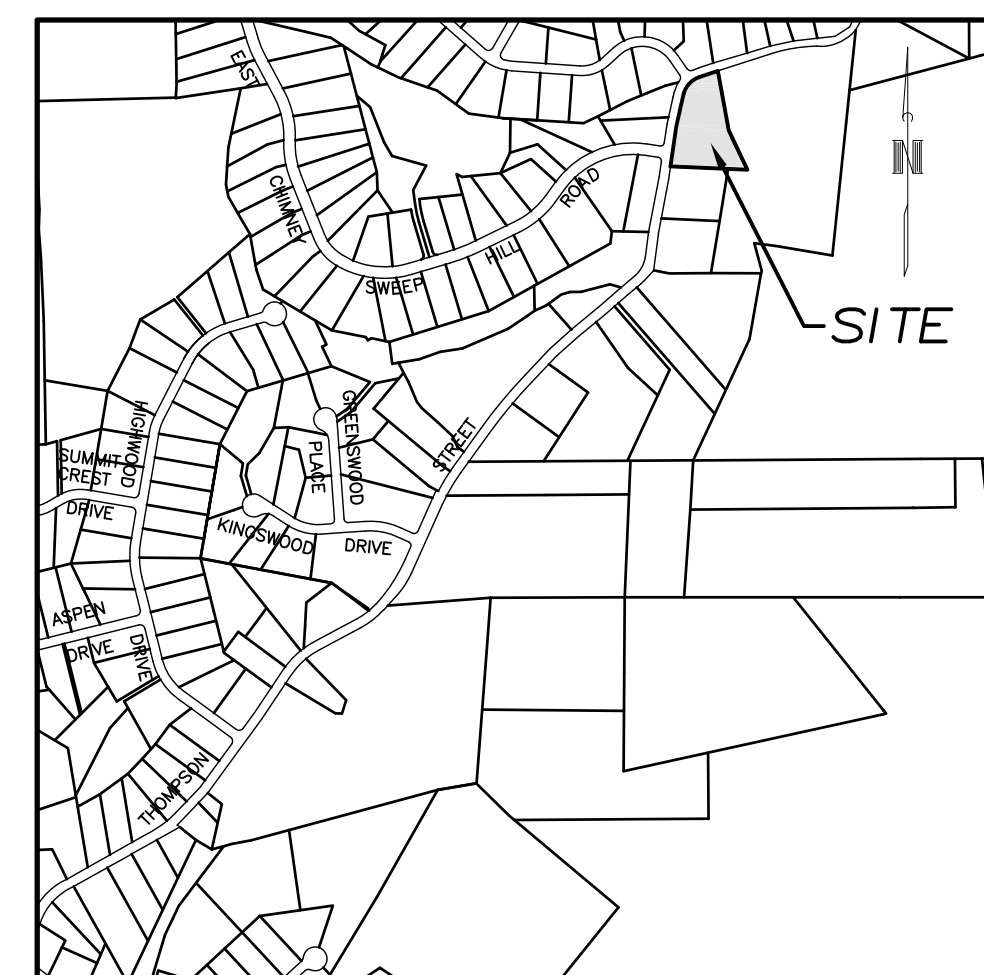 EAST
CHIMNEY
SWEEP
HILL
ROAD
N
SITE
HIGHWOOD
DRIVE
GREENSWOOD
PLACE
STREET
THOMPSON
SUMMIT
CREST
DRIVE
KINGSWOOD
DRIVE
ASPEN
DRIVE